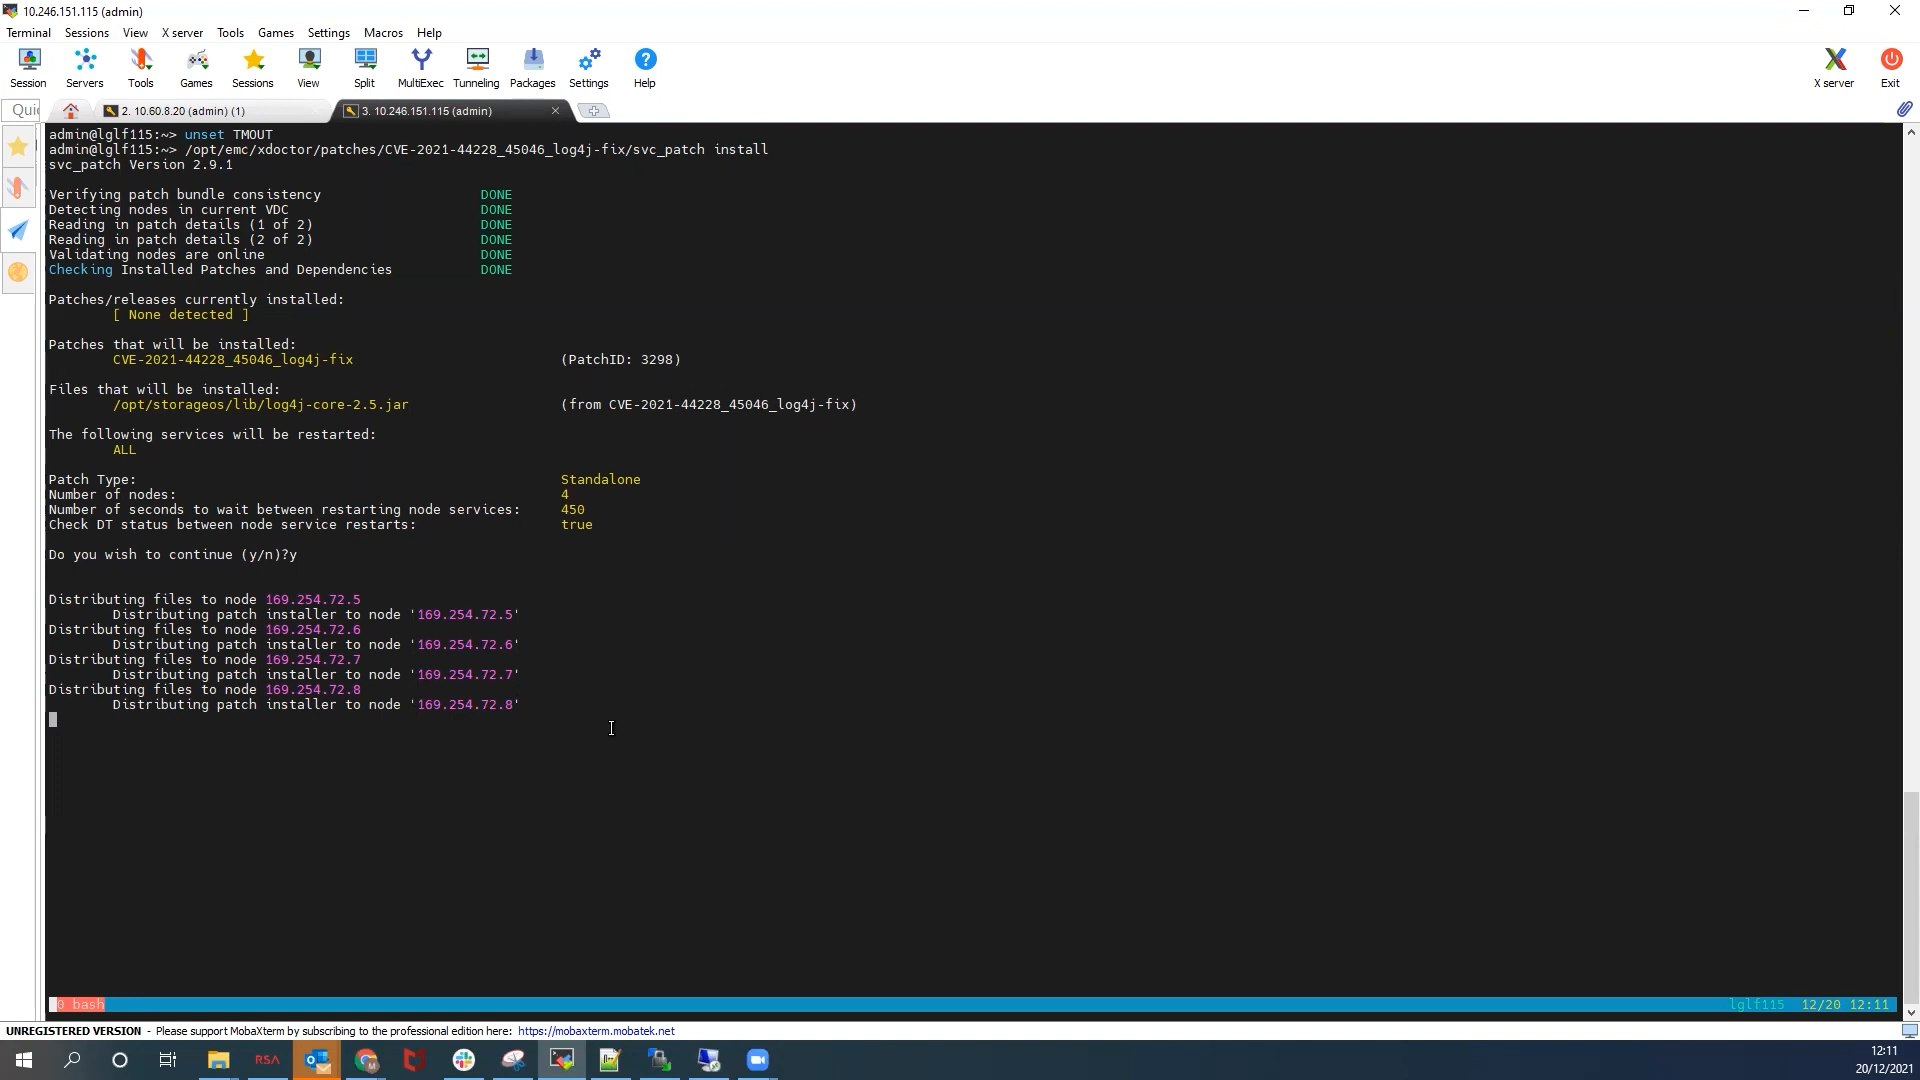 10.246.151.115 (admin)
Terminal Sessions View X server Tools Games Settings Macros Help
Session Servers Tools Games Sessions View Split MultiExec Tunneling Packages Settings Help X server Exit
Quic 2. 10.60.8.20 (admin) (1) 3. 10.246.151.115 (admin)
admin@lglf115:~> unset TMOUT
admin@lglf115:~> /opt/emc/xdoctor/patches/CVE-2021-44228_45046_log4j-fix/svc_patch install
svc_patch Version 2.9.1
Verifying patch bundle consistency DONE
Detecting nodes in current VDC DONE
Reading in patch details (1 of 2) DONE
Reading in patch details (2 of 2) DONE
Validating nodes are online DONE
Checking Installed Patches and Dependencies DONE
Patches/releases currently installed:
[ None detected ]
Patches that will be installed:
CVE-2021-44228_45046_log4j-fix (PatchID: 3298)
Files that will be installed:
/opt/storageos/lib/log4j-core-2.5.jar (from CVE-2021-44228_45046_log4j-fix)
The following services will be restarted:
ALL
Patch Type: Standalone
Number of nodes: 4
Number of seconds to wait between restarting node services: 450
Check DT status between node service restarts: true
Do you wish to continue (y/n)?y
Distributing files to node 169.254.72.5
Distributing patch installer to node '169.254.72.5'
Distributing files to node 169.254.72.6
Distributing patch installer to node '169.254.72.6'
Distributing files to node 169.254.72.7
Distributing patch installer to node '169.254.72.7'
Distributing files to node 169.254.72.8
Distributing patch installer to node '169.254.72.8'
0 bash lglf115 12/20 12:11
UNREGISTERED VERSION - Please support MobaXterm by subscribing to the professional edition here: https://mobaxterm.mobatek.net
RSA
12:11
20/12/2021